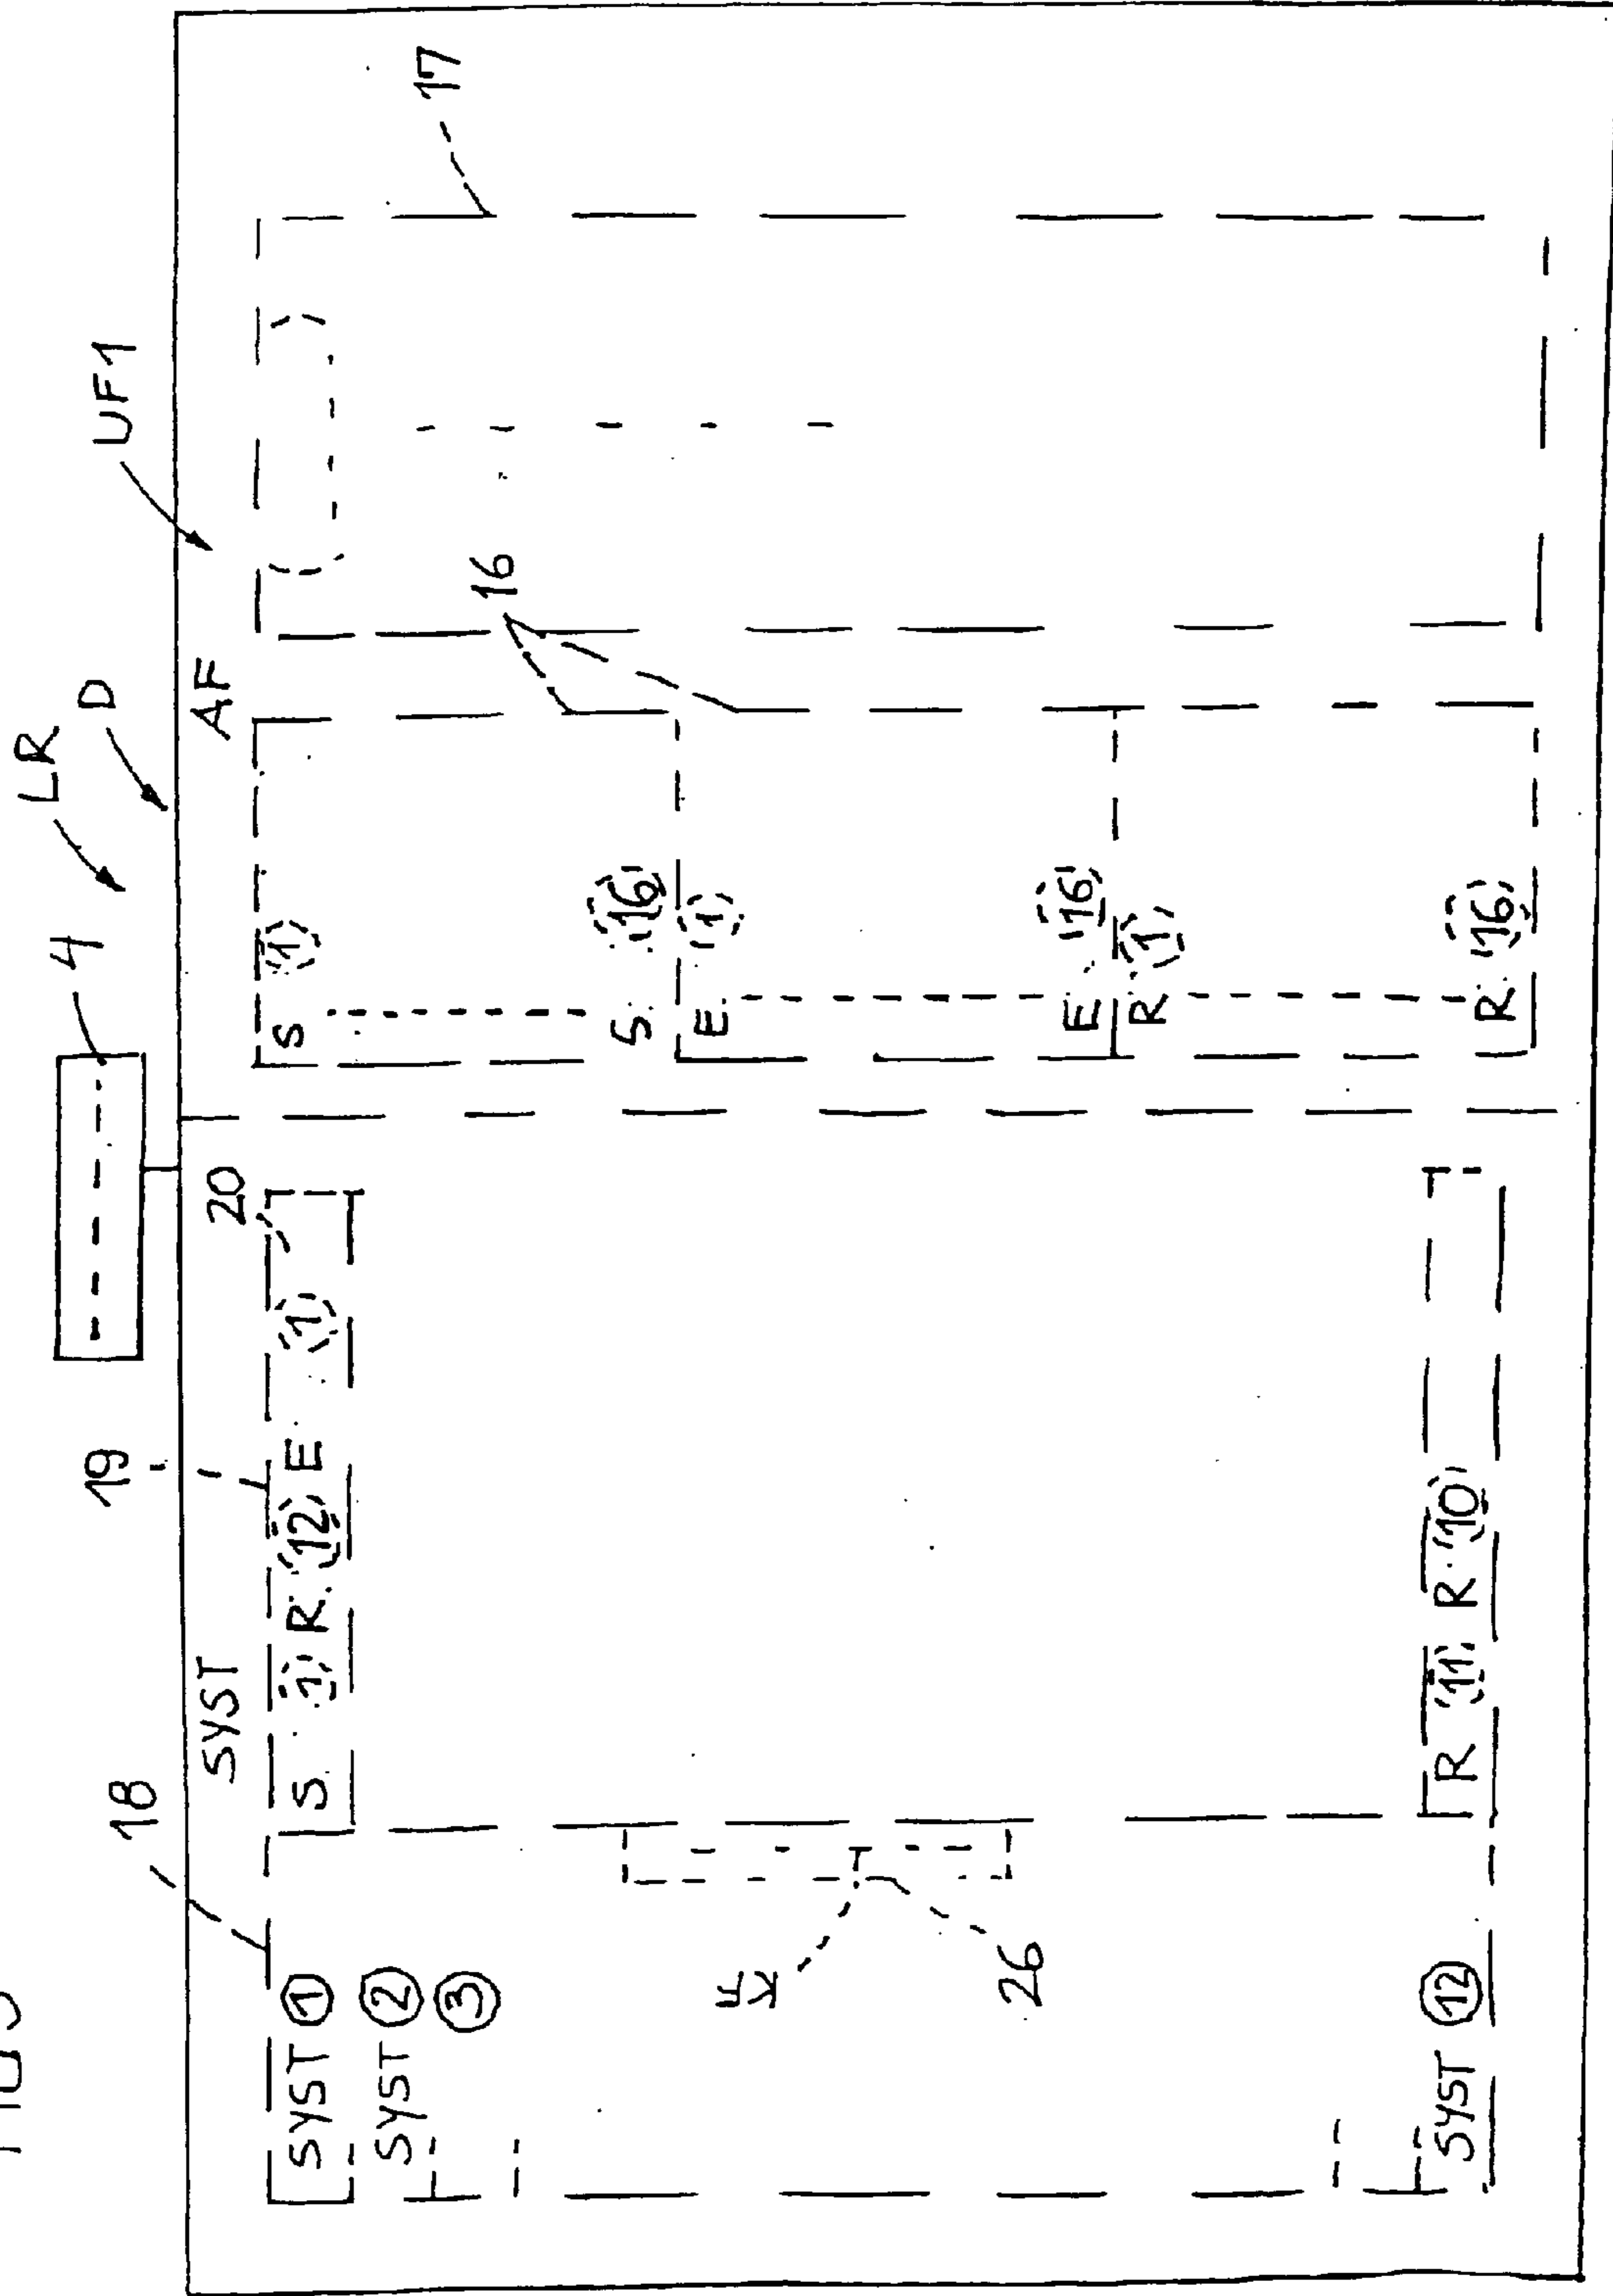 FIG
4 LR
18 19 D UF1
SYST 20 AF
SYST ① S (1) R (12) E (1) S (1)
SYST ②
③
17
16
S (16)
E (1)
26
E (16)
R (1)
SYST ⑫ R (11) R (10) R (16)